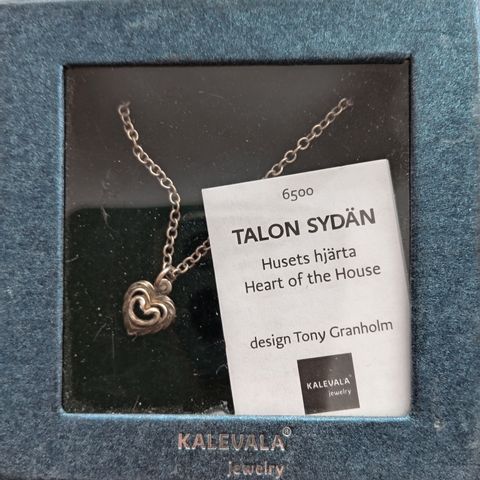 6500
TALON SYDÄN
Husets hjärta
Heart of the House
design Tony Granholm
KALEVALA
jewelry
KALEVALA®
jewelry